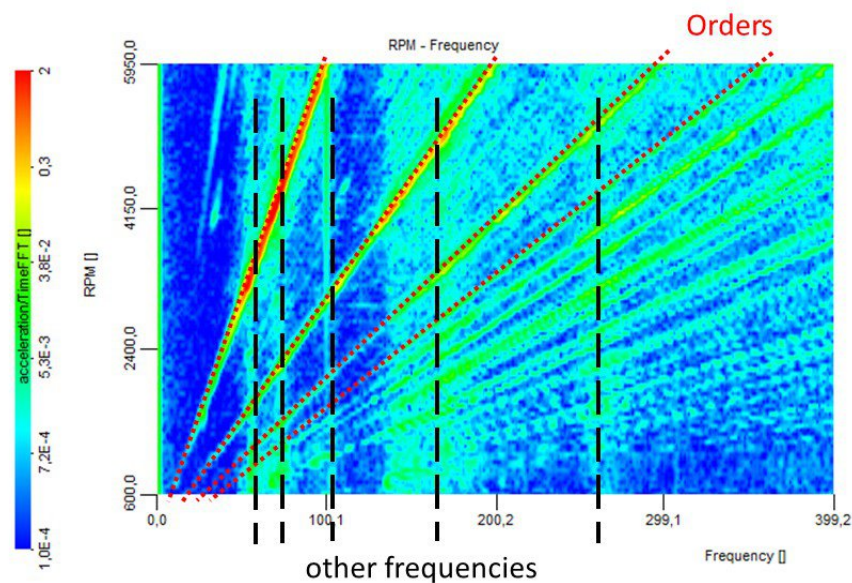 Orders
RPM - Frequency
2
0,3
3,8E-2
5,3E-3
7,2E-4
1,0E-4
acceleration/TimeFFT []
RPM []
5950,0
4150,0
2400,0
600,0
0,0
100,1
200,2
299,1
399,2
Frequency []
other frequencies